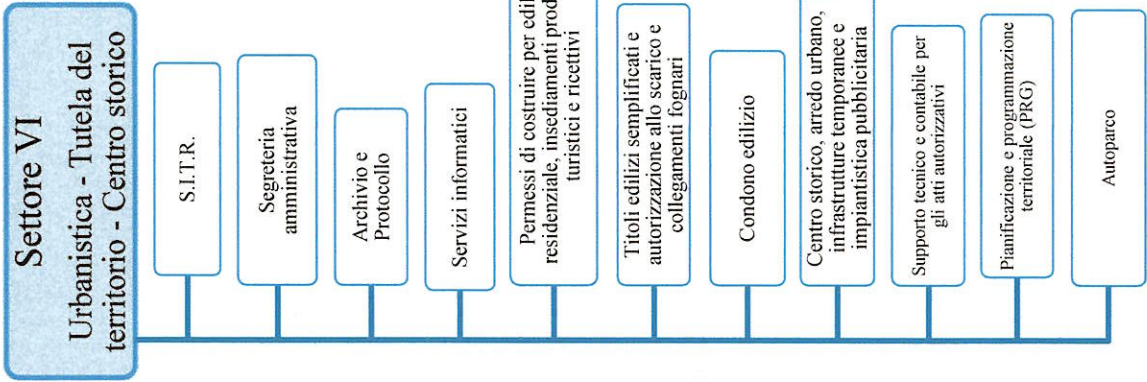 Settore VI
Urbanistica - Tutela del
territorio - Centro storico
S.I.T.R.
Segreteria
amministrativa
Archivio e
Protocollo
Servizi informatici
Permessi di costruire per
residenziale, insediamenti
turistici e ricettivi
Titoli edilizi semplificati e
autorizzazione allo scarico e
collegamenti fognari
Condono edilizio
Centro storico, arredo urbano,
infrastrutture temporanee e
impiantistica pubblicitaria
Supporto tecnico e contabile per
gli atti autorizzativi
Pianificazione e programmazione
territoriale (PRG)
Autoparco